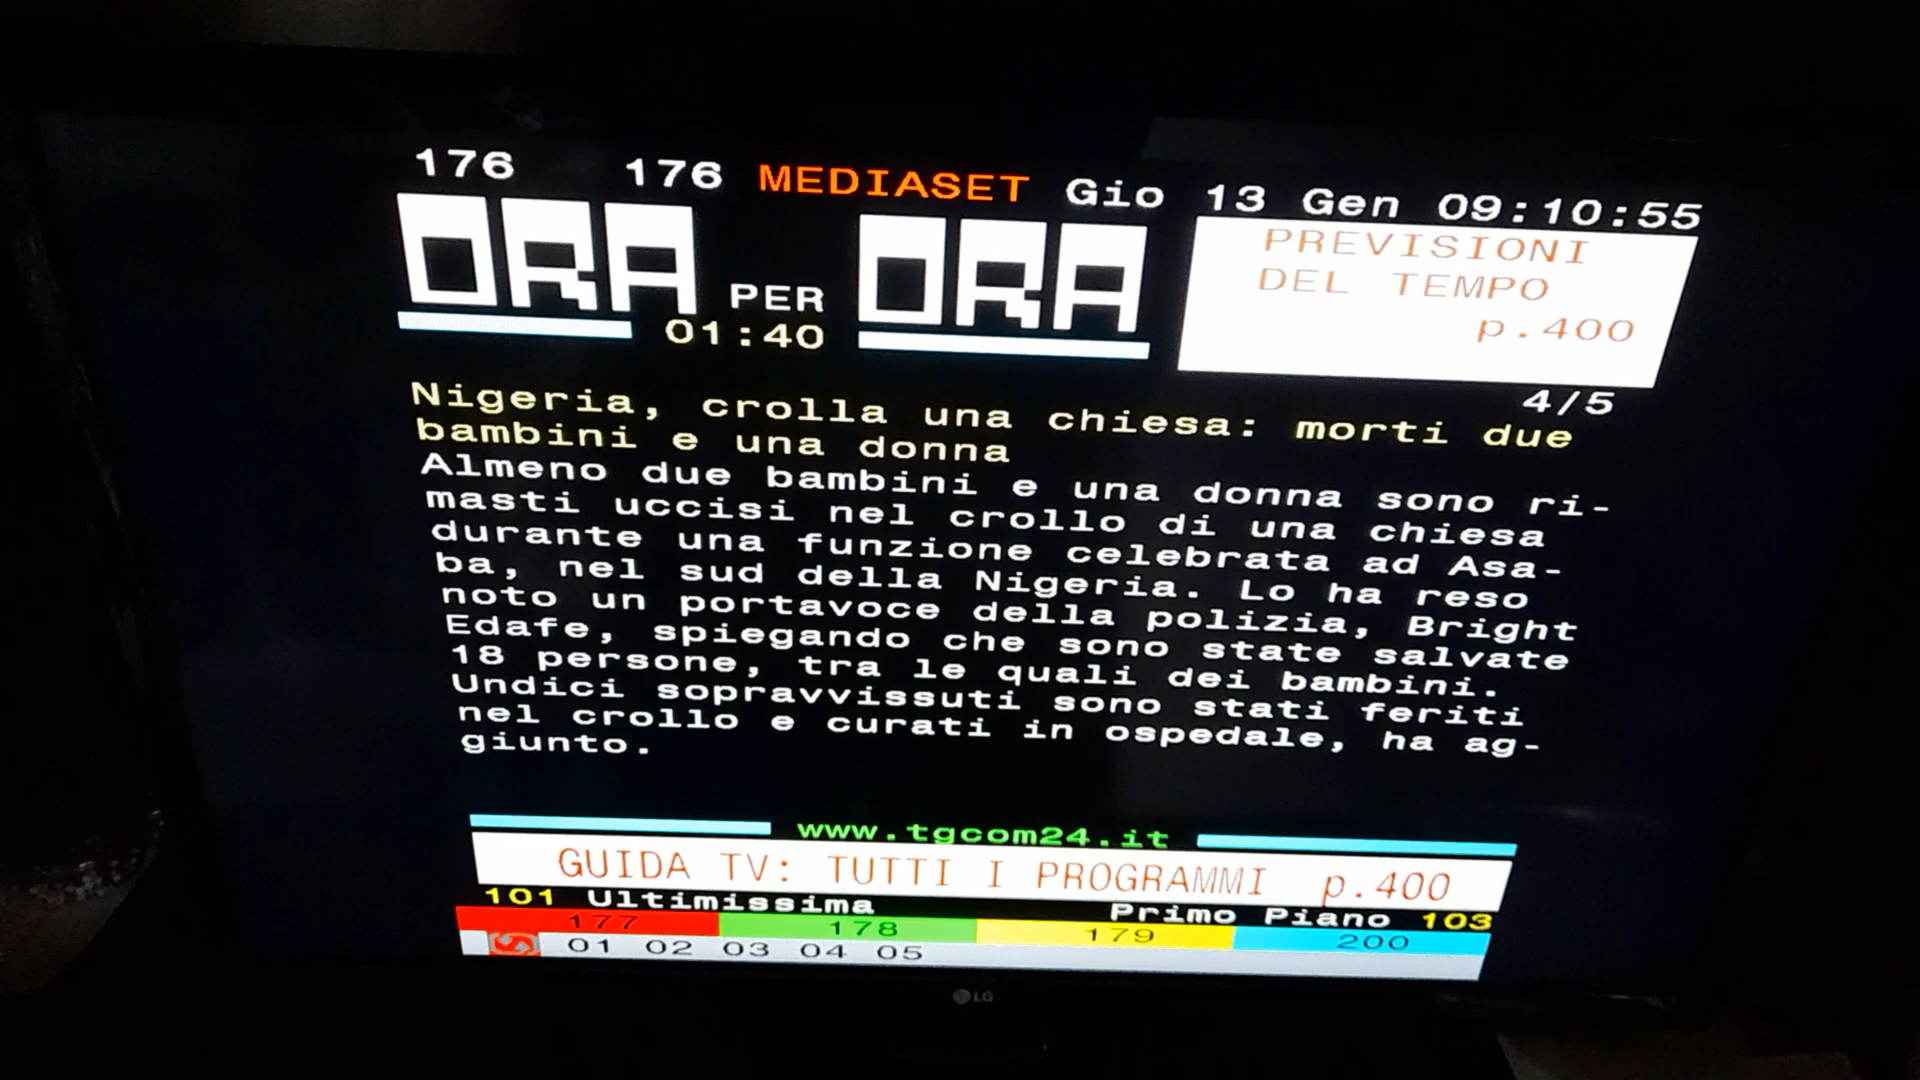 176 176 MEDIASET Gio 13 Gen 09:10:55
ORA PER ORA
01:40
PREVISIONI
DEL TEMPO
p.400
4/5
Nigeria, crolla una chiesa: morti due
bambini e una donna
Almeno due bambini e una donna sono ri-
masti uccisi nel crollo di una chiesa
durante una funzione celebrata ad Asa-
ba, nel sud della Nigeria. Lo ha reso
noto un portavoce della polizia, Bright
Edafe, spiegando che sono state salvate
18 persone, tra le quali dei bambini.
Undici sopravvissuti sono stati feriti
nel crollo e curati in ospedale, ha ag-
giunto.
www.tgcom24.it
GUIDA TV: TUTTI I PROGRAMMI p.400
101 Ultimissima Primo Piano 103
177 178 179 200
01 02 03 04 05
LG